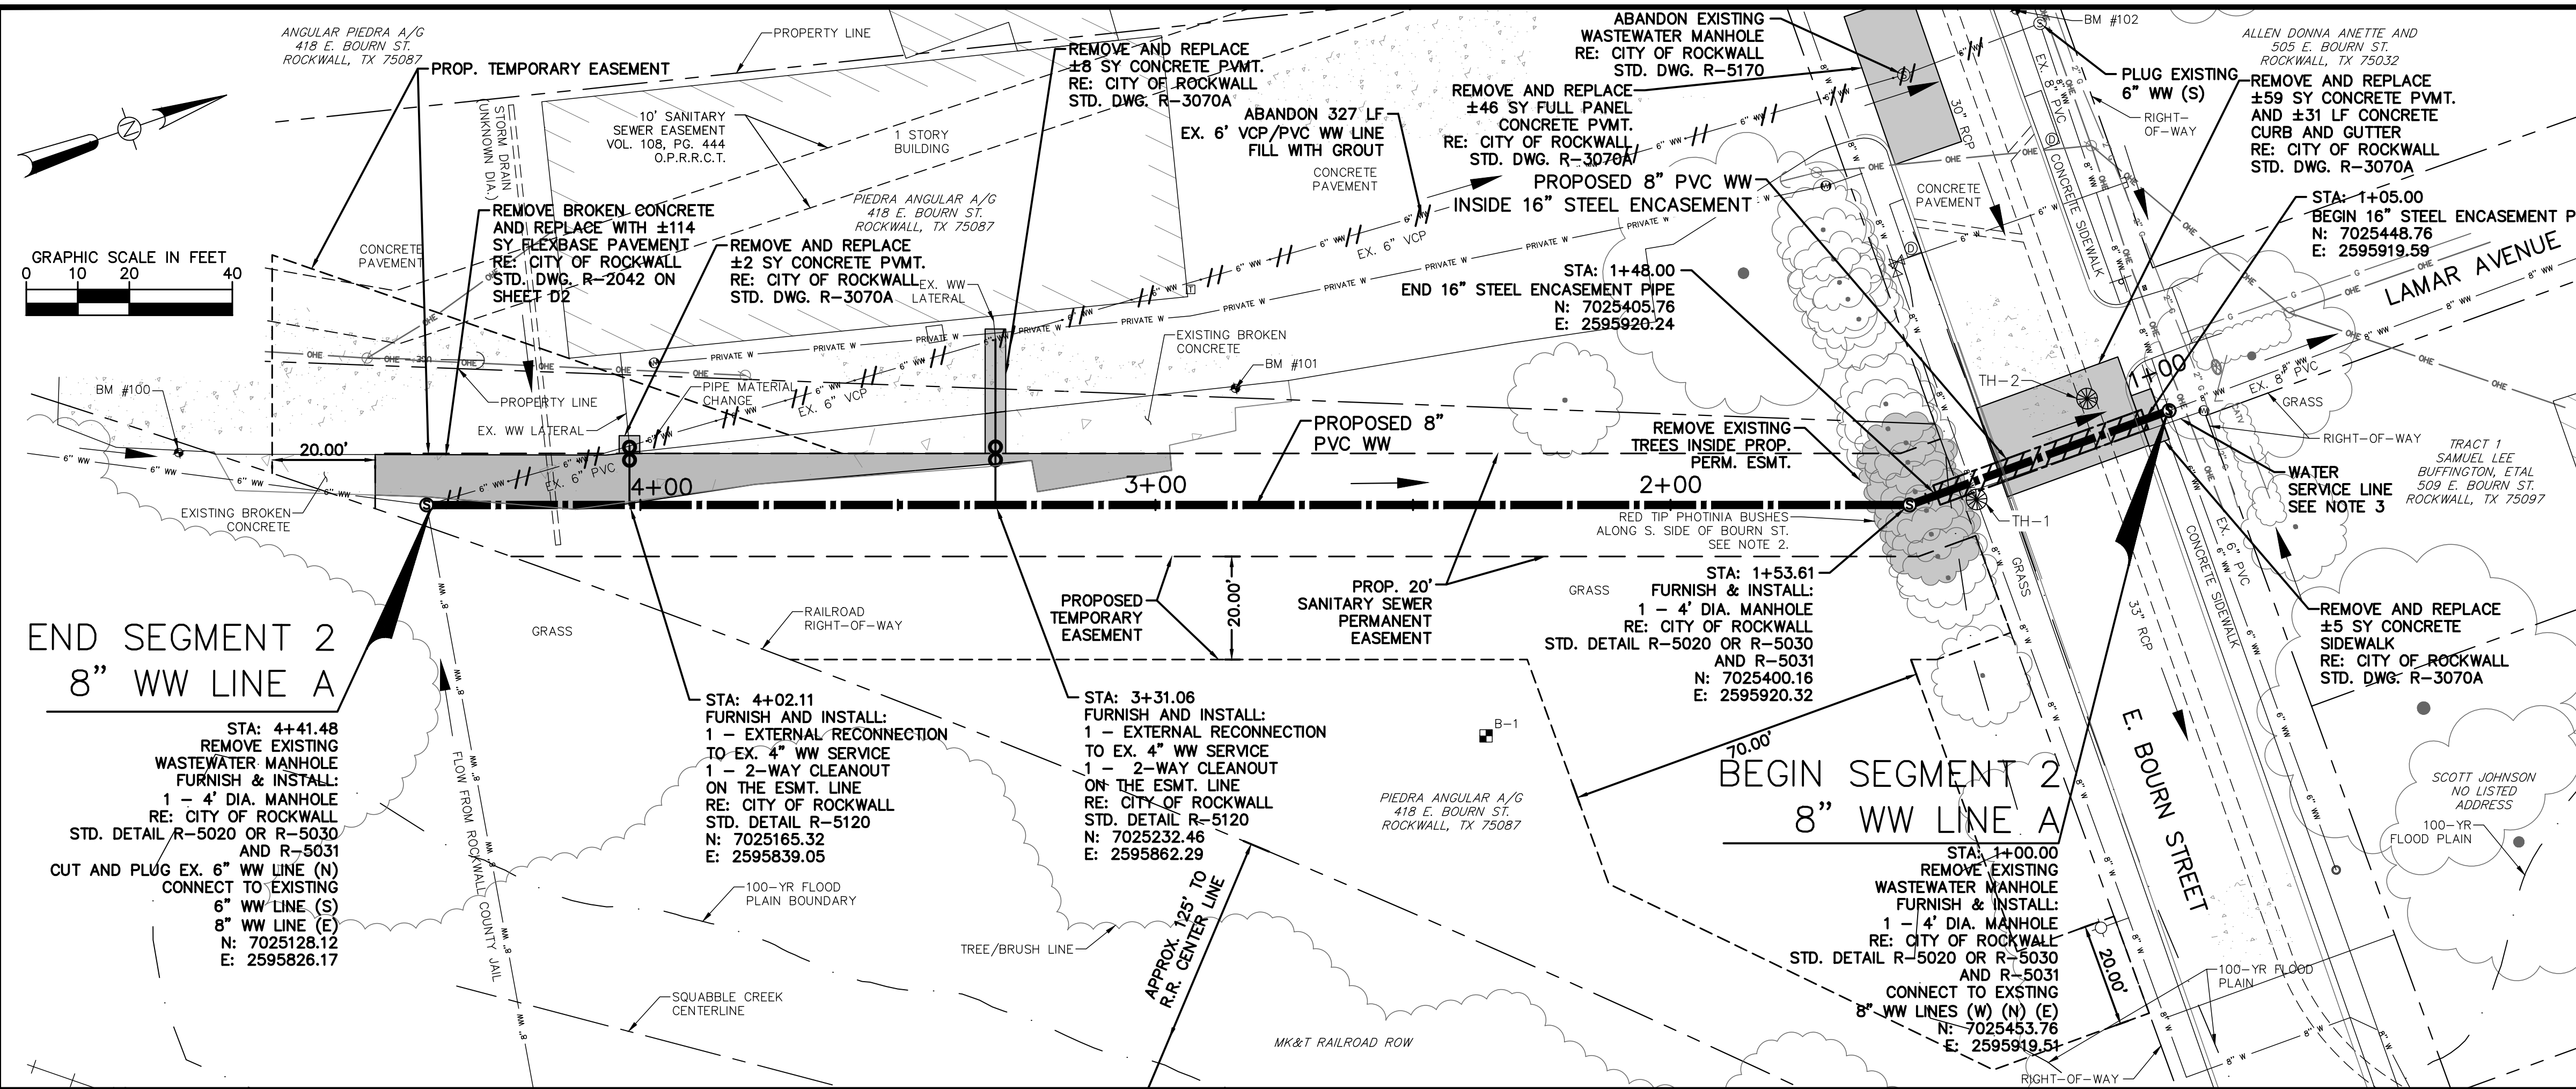 ANGULAR PIEDRA A/G
418 E. BOURN ST.
ROCKWALL, TX 75087
PROP. TEMPORARY EASEMENT
PROPERTY LINE
REMOVE AND REPLACE
±8 SY CONCRETE PVMT.
RE: CITY OF ROCKWALL
STD. DWG. R-3070A
ABANDON EXISTING
WASTEWATER MANHOLE
RE: CITY OF ROCKWALL
STD. DWG. R-5170
BM #102
ALLEN DONNA ANETTE AND
505 E. BOURN ST.
ROCKWALL, TX 75032
PLUG EXISTING
6" WW (S)
REMOVE AND REPLACE
±59 SY CONCRETE PVMT.
AND ±31 LF CONCRETE
CURB AND GUTTER
RE: CITY OF ROCKWALL
STD. DWG. R-3070A
RIGHT-
OF-WAY
N
10' SANITARY
SEWER EASEMENT
VOL. 108, PG. 444
O.P.R.R.C.T.
1 STORY
BUILDING
STORM DRAIN
(UNKNOWN DIA.)
ABANDON 327 LF
EX. 6' VCP/PVC WW LINE
FILL WITH GROUT
REMOVE AND REPLACE
±46 SY FULL PANEL
CONCRETE PVMT.
RE: CITY OF ROCKWALL
STD. DWG. R-3070A
CONCRETE
PAVEMENT
PROPOSED 8" PVC WW
INSIDE 16" STEEL ENCASEMENT
30" RCP
EX. 8" PVC
CONCRETE SIDEWALK
CONCRETE
PAVEMENT
STA: 1+05.00
BEGIN 16" STEEL ENCASEMENT P
N: 7025448.76
E: 2595919.59
LAMAR AVENUE
GRAPHIC SCALE IN FEET
0 10 20 40
CONCRETE
PAVEMENT
REMOVE BROKEN CONCRETE
AND REPLACE WITH ±114
SY FLEXBASE PAVEMENT
RE: CITY OF ROCKWALL
STD. DWG. R-2042 ON
SHEET D2
REMOVE AND REPLACE
±2 SY CONCRETE PVMT.
RE: CITY OF ROCKWALL
STD. DWG. R-3070A
PIEDRA ANGULAR A/G
418 E. BOURN ST.
ROCKWALL, TX 75087
EX. WW
LATERAL
EX. 6" VCP
PRIVATE W
STA: 1+48.00
END 16" STEEL ENCASEMENT PIPE
N: 7025405.76
E: 2595920.24
EXISTING BROKEN
CONCRETE
BM #101
BM #100
PROPERTY LINE
PIPE MATERIAL
CHANGE
EX. 6" VCP
EX. WW LATERAL
20.00'
EX. 6" PVC
EXISTING BROKEN
CONCRETE
4+00
3+00
2+00
1+00
PROPOSED 8"
PVC WW
REMOVE EXISTING
TREES INSIDE PROP.
PERM. ESMT.
TH-2
TH-1
EX. 8" PVC
GRASS
CATV
RIGHT-OF-WAY
WATER
SERVICE LINE
SEE NOTE 3
TRACT 1
SAMUEL LEE
BUFFINGTON, ETAL
509 E. BOURN ST.
ROCKWALL, TX 75097
RED TIP PHOTINIA BUSHES
ALONG S. SIDE OF BOURN ST.
SEE NOTE 2.
GRASS
STA: 1+53.61
FURNISH & INSTALL:
1 - 4' DIA. MANHOLE
RE: CITY OF ROCKWALL
STD. DETAIL R-5020 OR R-5030
AND R-5031
N: 7025400.16
E: 2595920.32
GRASS
33" RCP
EX. 6" PVC
CONCRETE SIDEWALK
REMOVE AND REPLACE
±5 SY CONCRETE
SIDEWALK
RE: CITY OF ROCKWALL
STD. DWG. R-3070A
END SEGMENT 2
8" WW LINE A
STA: 4+41.48
REMOVE EXISTING
WASTEWATER MANHOLE
FURNISH & INSTALL:
1 - 4' DIA. MANHOLE
RE: CITY OF ROCKWALL
STD. DETAIL R-5020 OR R-5030
AND R-5031
CUT AND PLUG EX. 6" WW LINE (N)
CONNECT TO EXISTING
6" WW LINE (S)
8" WW LINE (E)
N: 7025128.12
E: 2595826.17
FLOW FROM ROCKWALL COUNTY JAIL
GRASS
RAILROAD
RIGHT-OF-WAY
PROPOSED
TEMPORARY
EASEMENT
20.00'
PROP. 20'
SANITARY SEWER
PERMANENT
EASEMENT
STA: 4+02.11
FURNISH AND INSTALL:
1 - EXTERNAL RECONNECTION
TO EX. 4" WW SERVICE
1 - 2-WAY CLEANOUT
ON THE ESMT. LINE
RE: CITY OF ROCKWALL
STD. DETAIL R-5120
N: 7025165.32
E: 2595839.05
STA: 3+31.06
FURNISH AND INSTALL:
1 - EXTERNAL RECONNECTION
TO EX. 4" WW SERVICE
1 - 2-WAY CLEANOUT
ON THE ESMT. LINE
RE: CITY OF ROCKWALL
STD. DETAIL R-5120
N: 7025232.46
E: 2595862.29
B-1
70.00'
PIEDRA ANGULAR A/G
418 E. BOURN ST.
ROCKWALL, TX 75087
BEGIN SEGMENT 2
8" WW LINE A
STA: 1+00.00
REMOVE EXISTING
WASTEWATER MANHOLE
FURNISH & INSTALL:
1 - 4' DIA. MANHOLE
RE: CITY OF ROCKWALL
STD. DETAIL R-5020 OR R-5030
AND R-5031
CONNECT TO EXSTING
8" WW LINES (W) (N) (E)
N: 7025453.76
E: 2595919.51
E. BOURN STREET
SCOTT JOHNSON
NO LISTED
ADDRESS
100-YR
FLOOD PLAIN
100-YR FLOOD
PLAIN BOUNDARY
TREE/BRUSH LINE
APPROX. 125' TO
R.R. CENTER LINE
SQUABBLE CREEK
CENTERLINE
MK&T RAILROAD ROW
20.00'
100-YR FLOOD
PLAIN
RIGHT-OF-WAY